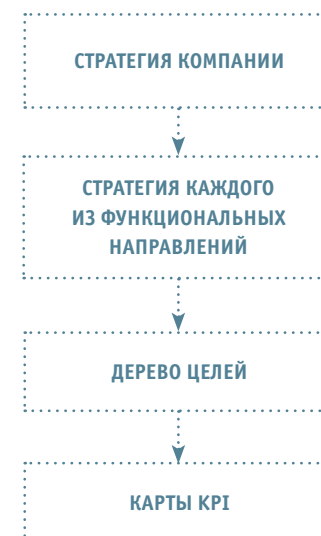 СТРАТЕГИЯ КОМПАНИИ
СТРАТЕГИЯ КАЖДОГО
ИЗ ФУНКЦИОНАЛЬНЫХ
НАПРАВЛЕНИЙ
ДЕРЕВО ЦЕЛЕЙ
КАРТЫ KPI